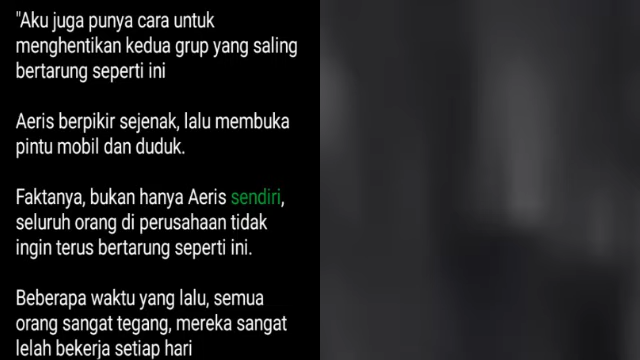 "Aku juga punya cara untuk
menghentikan kedua grup yang saling
bertarung seperti ini
Aeris berpikir sejenak, lalu membuka
pintu mobil dan duduk.
Faktanya, bukan hanya Aeris sendiri,
seluruh orang di perusahaan tidak
ingin terus bertarung seperti ini.
Beberapa waktu yang lalu, semua
orang sangat tegang, mereka sangat
lelah bekerja setiap hari